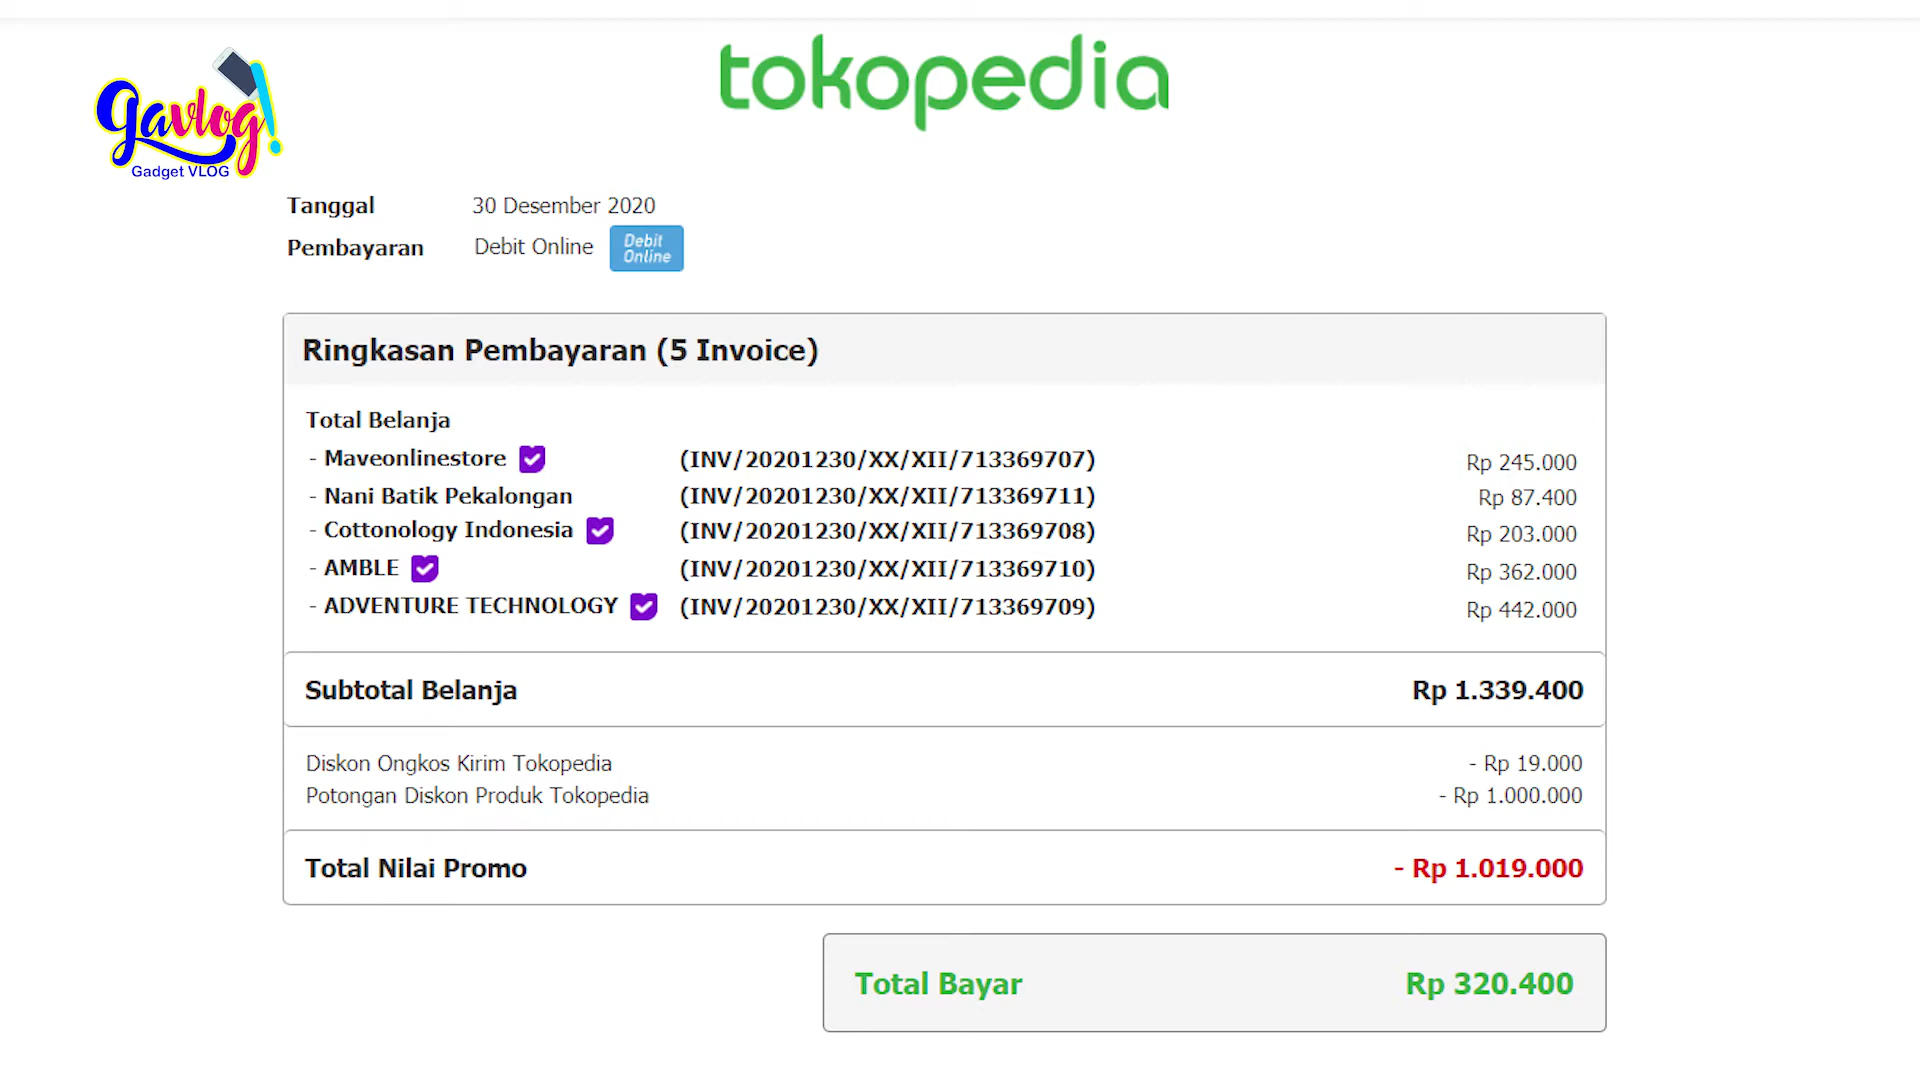 tokopedia
gavlog!
Gadget VLOG
Tanggal 30 Desember 2020
Pembayaran Debit Online Debit Online
Ringkasan Pembayaran (5 Invoice)
Total Belanja
- Maveonlinestore (INV/20201230/XX/XII/713369707) Rp 245.000
- Nani Batik Pekalongan (INV/20201230/XX/XII/713369711) Rp 87.400
- Cottonology Indonesia (INV/20201230/XX/XII/713369708) Rp 203.000
- AMBLE (INV/20201230/XX/XII/713369710) Rp 362.000
- ADVENTURE TECHNOLOGY (INV/20201230/XX/XII/713369709) Rp 442.000
Subtotal Belanja Rp 1.339.400
Diskon Ongkos Kirim Tokopedia - Rp 19.000
Potongan Diskon Produk Tokopedia - Rp 1.000.000
Total Nilai Promo - Rp 1.019.000
Total Bayar Rp 320.400